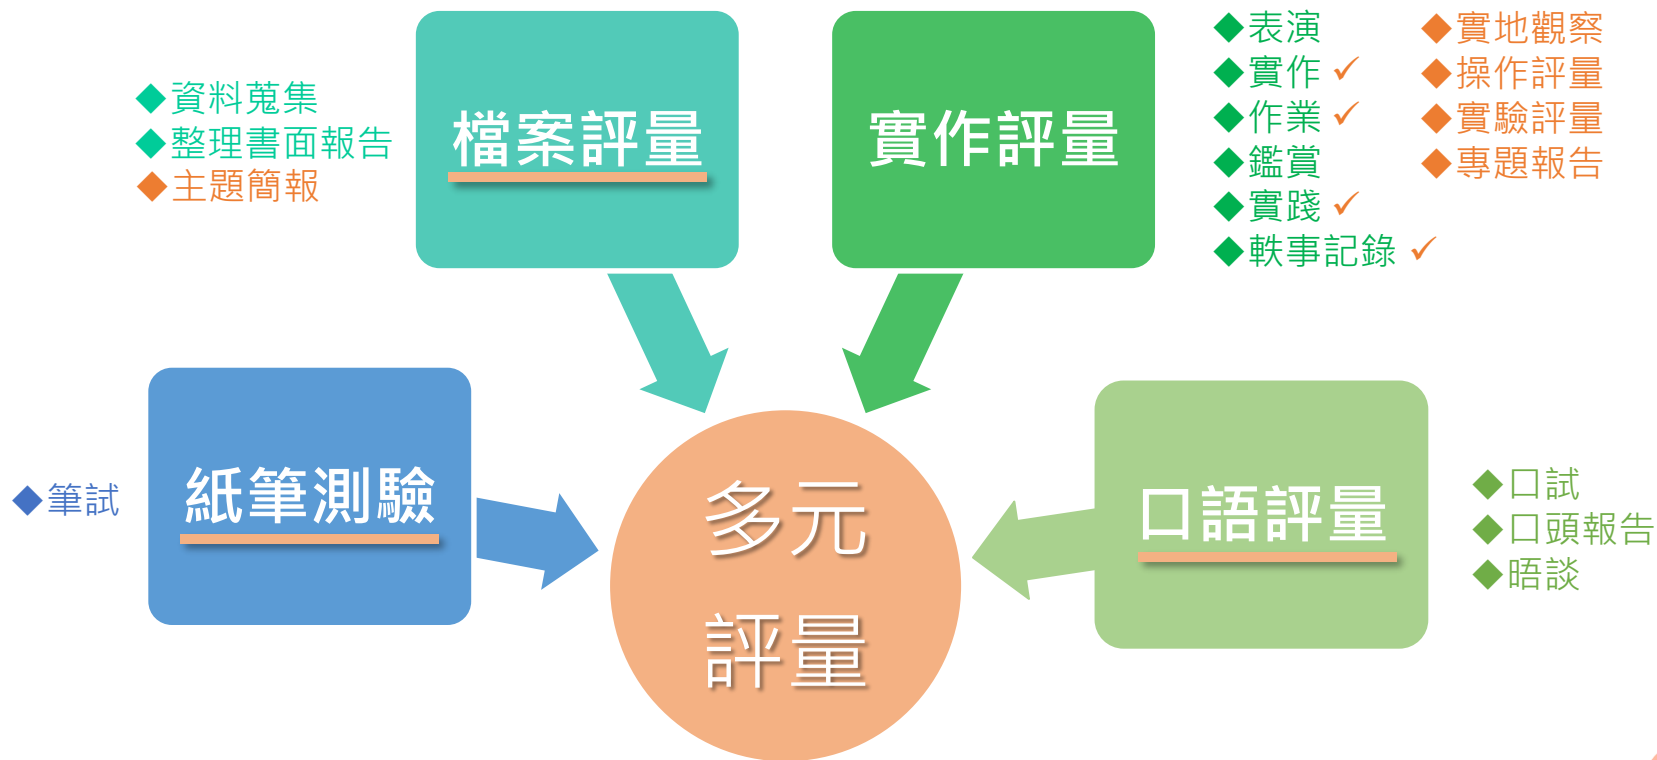 ◆資料蒐集
◆整理書面報告
◆主題簡報
檔案評量
實作評量
◆表演
◆實作 ✓
◆作業 ✓
◆鑑賞
◆實踐 ✓
◆軼事記錄 ✓
◆實地觀察
◆操作評量
◆實驗評量
◆專題報告
◆筆試
紙筆測驗
多元
評量
口語評量
◆口試
◆口頭報告
◆晤談